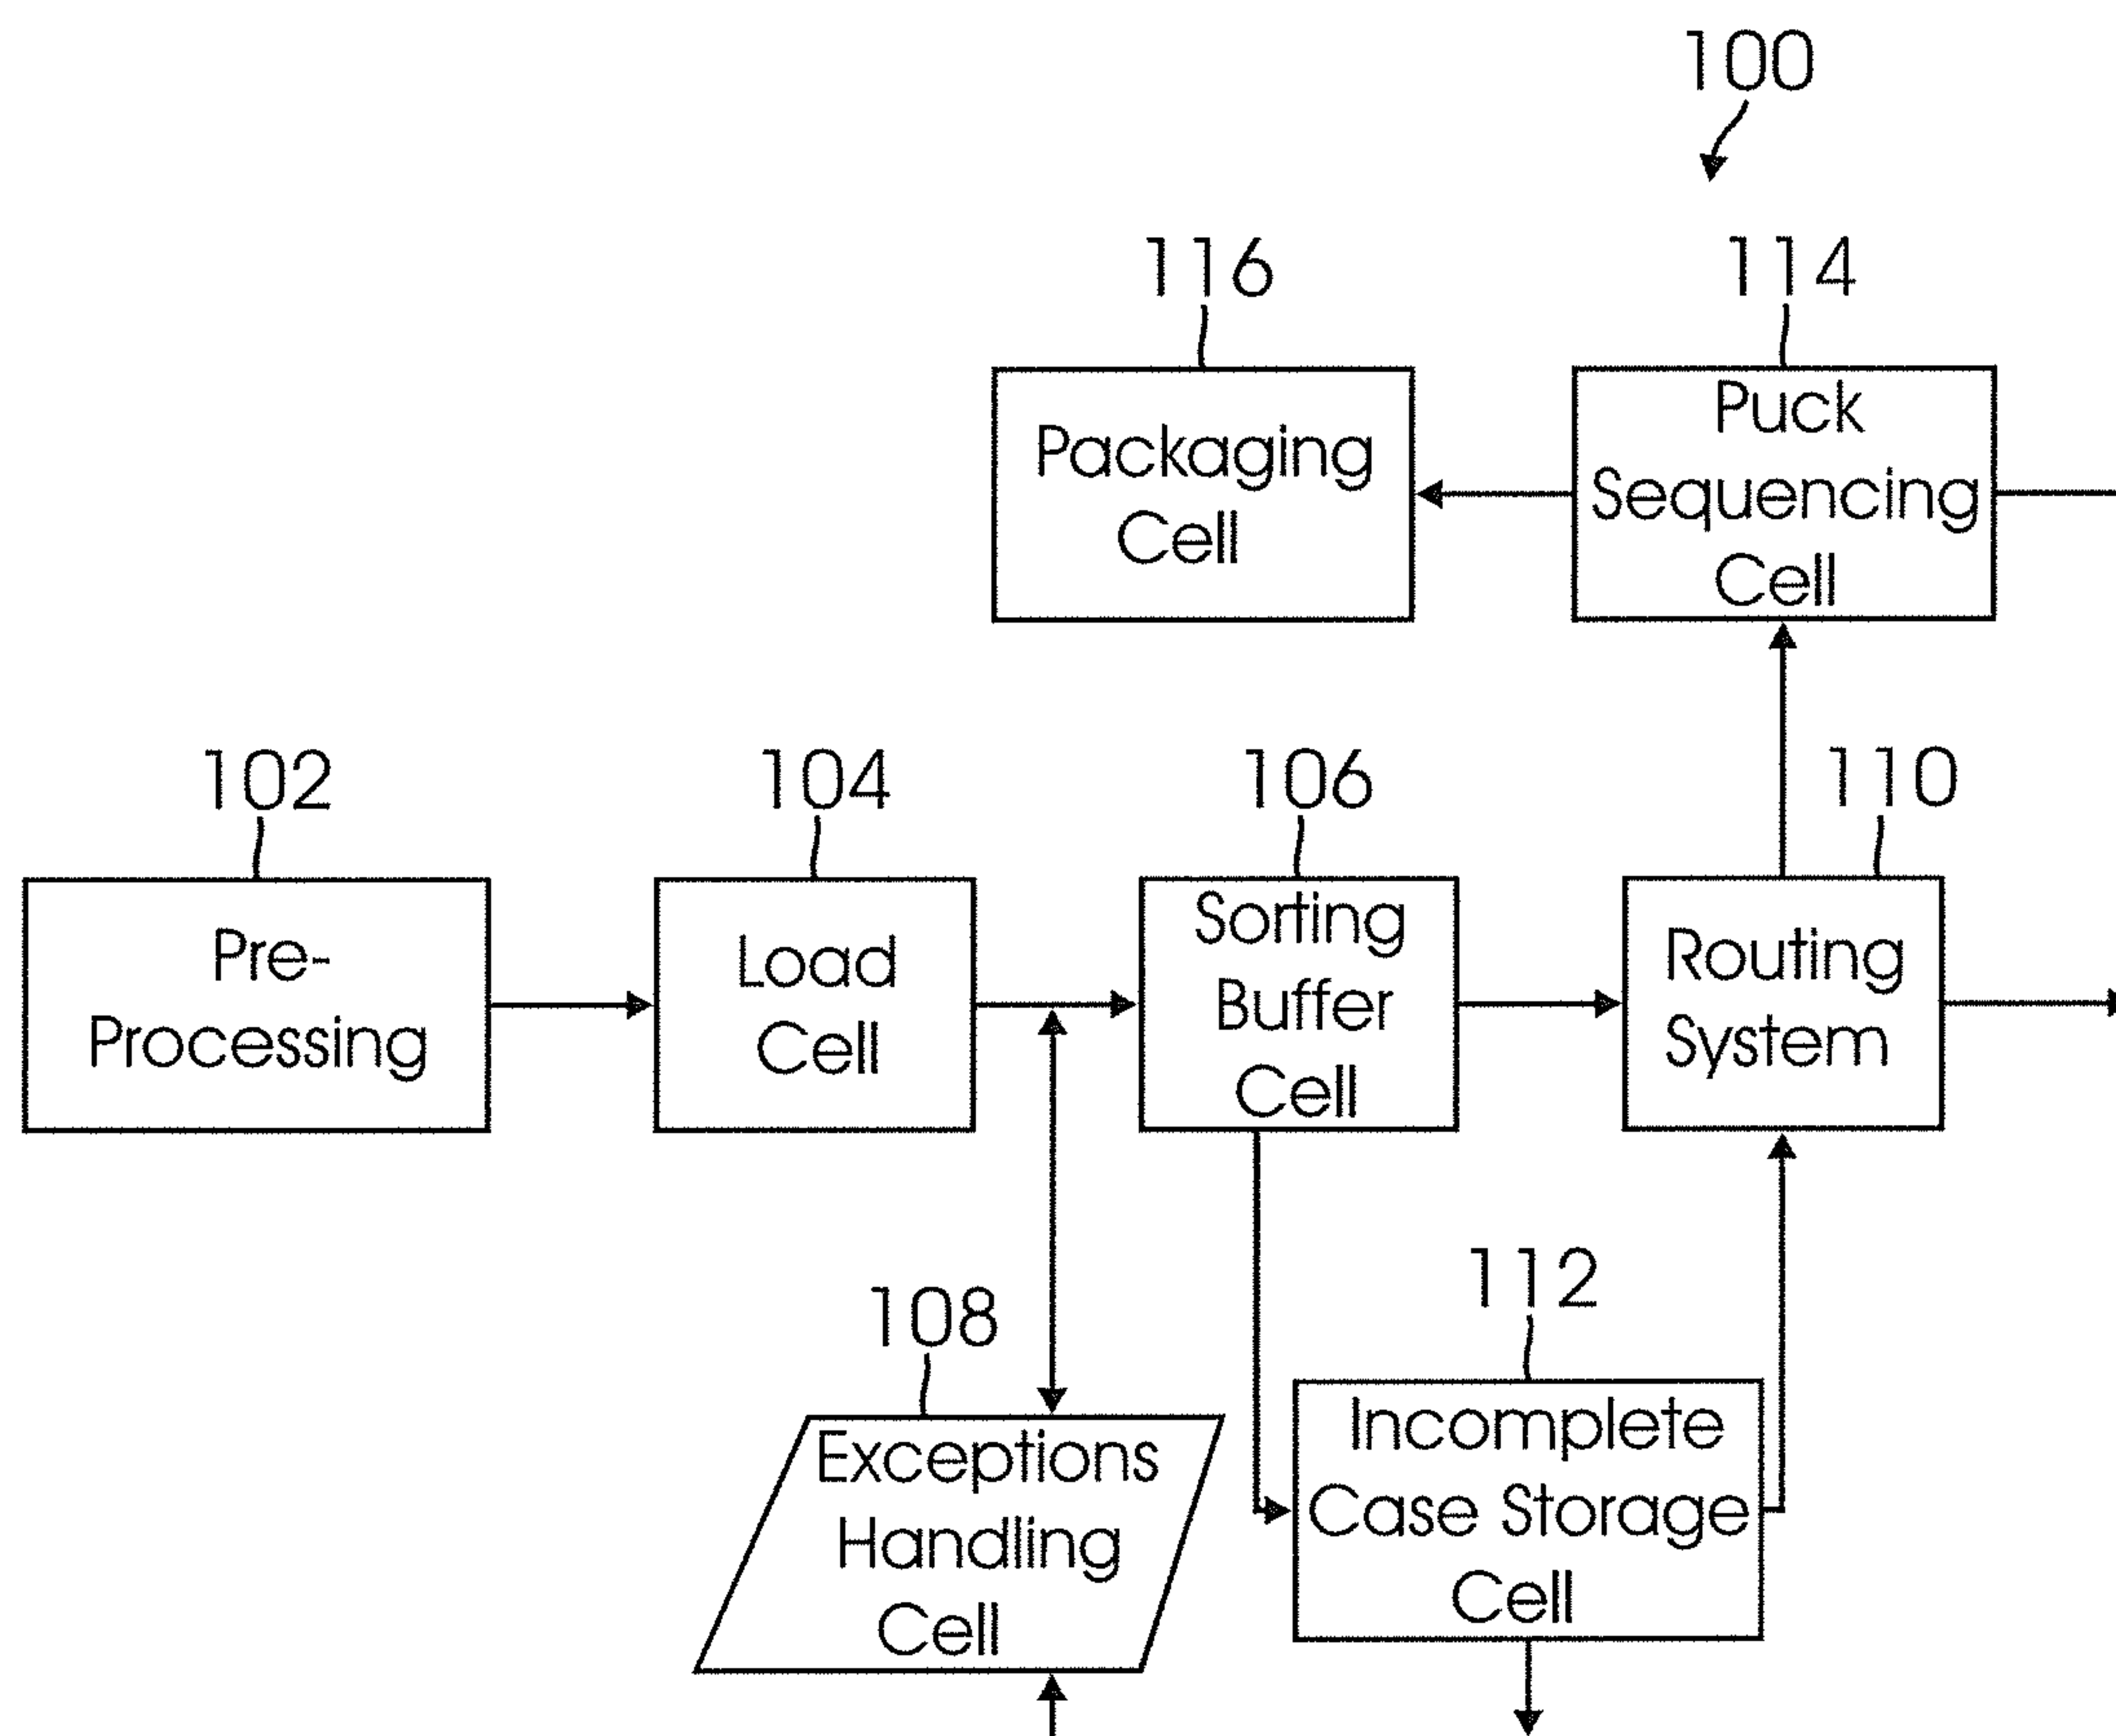 100
116
114
Packaging
Cell
Puck
Sequencing
Cell
102
104
106
110
Pre-
Processing
Load
Cell
Sorting
Buffer
Cell
Routing
System
108
112
Exceptions
Handling
Cell
Incomplete
Case Storage
Cell